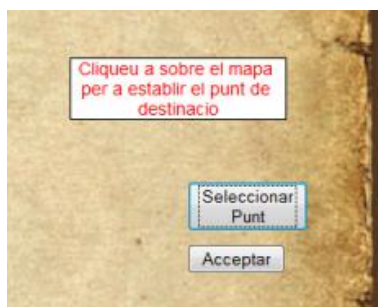 Cliqueu a sobre el mapa
per a establir el punt de
destinacio
Seleccionar
Punt
Acceptar